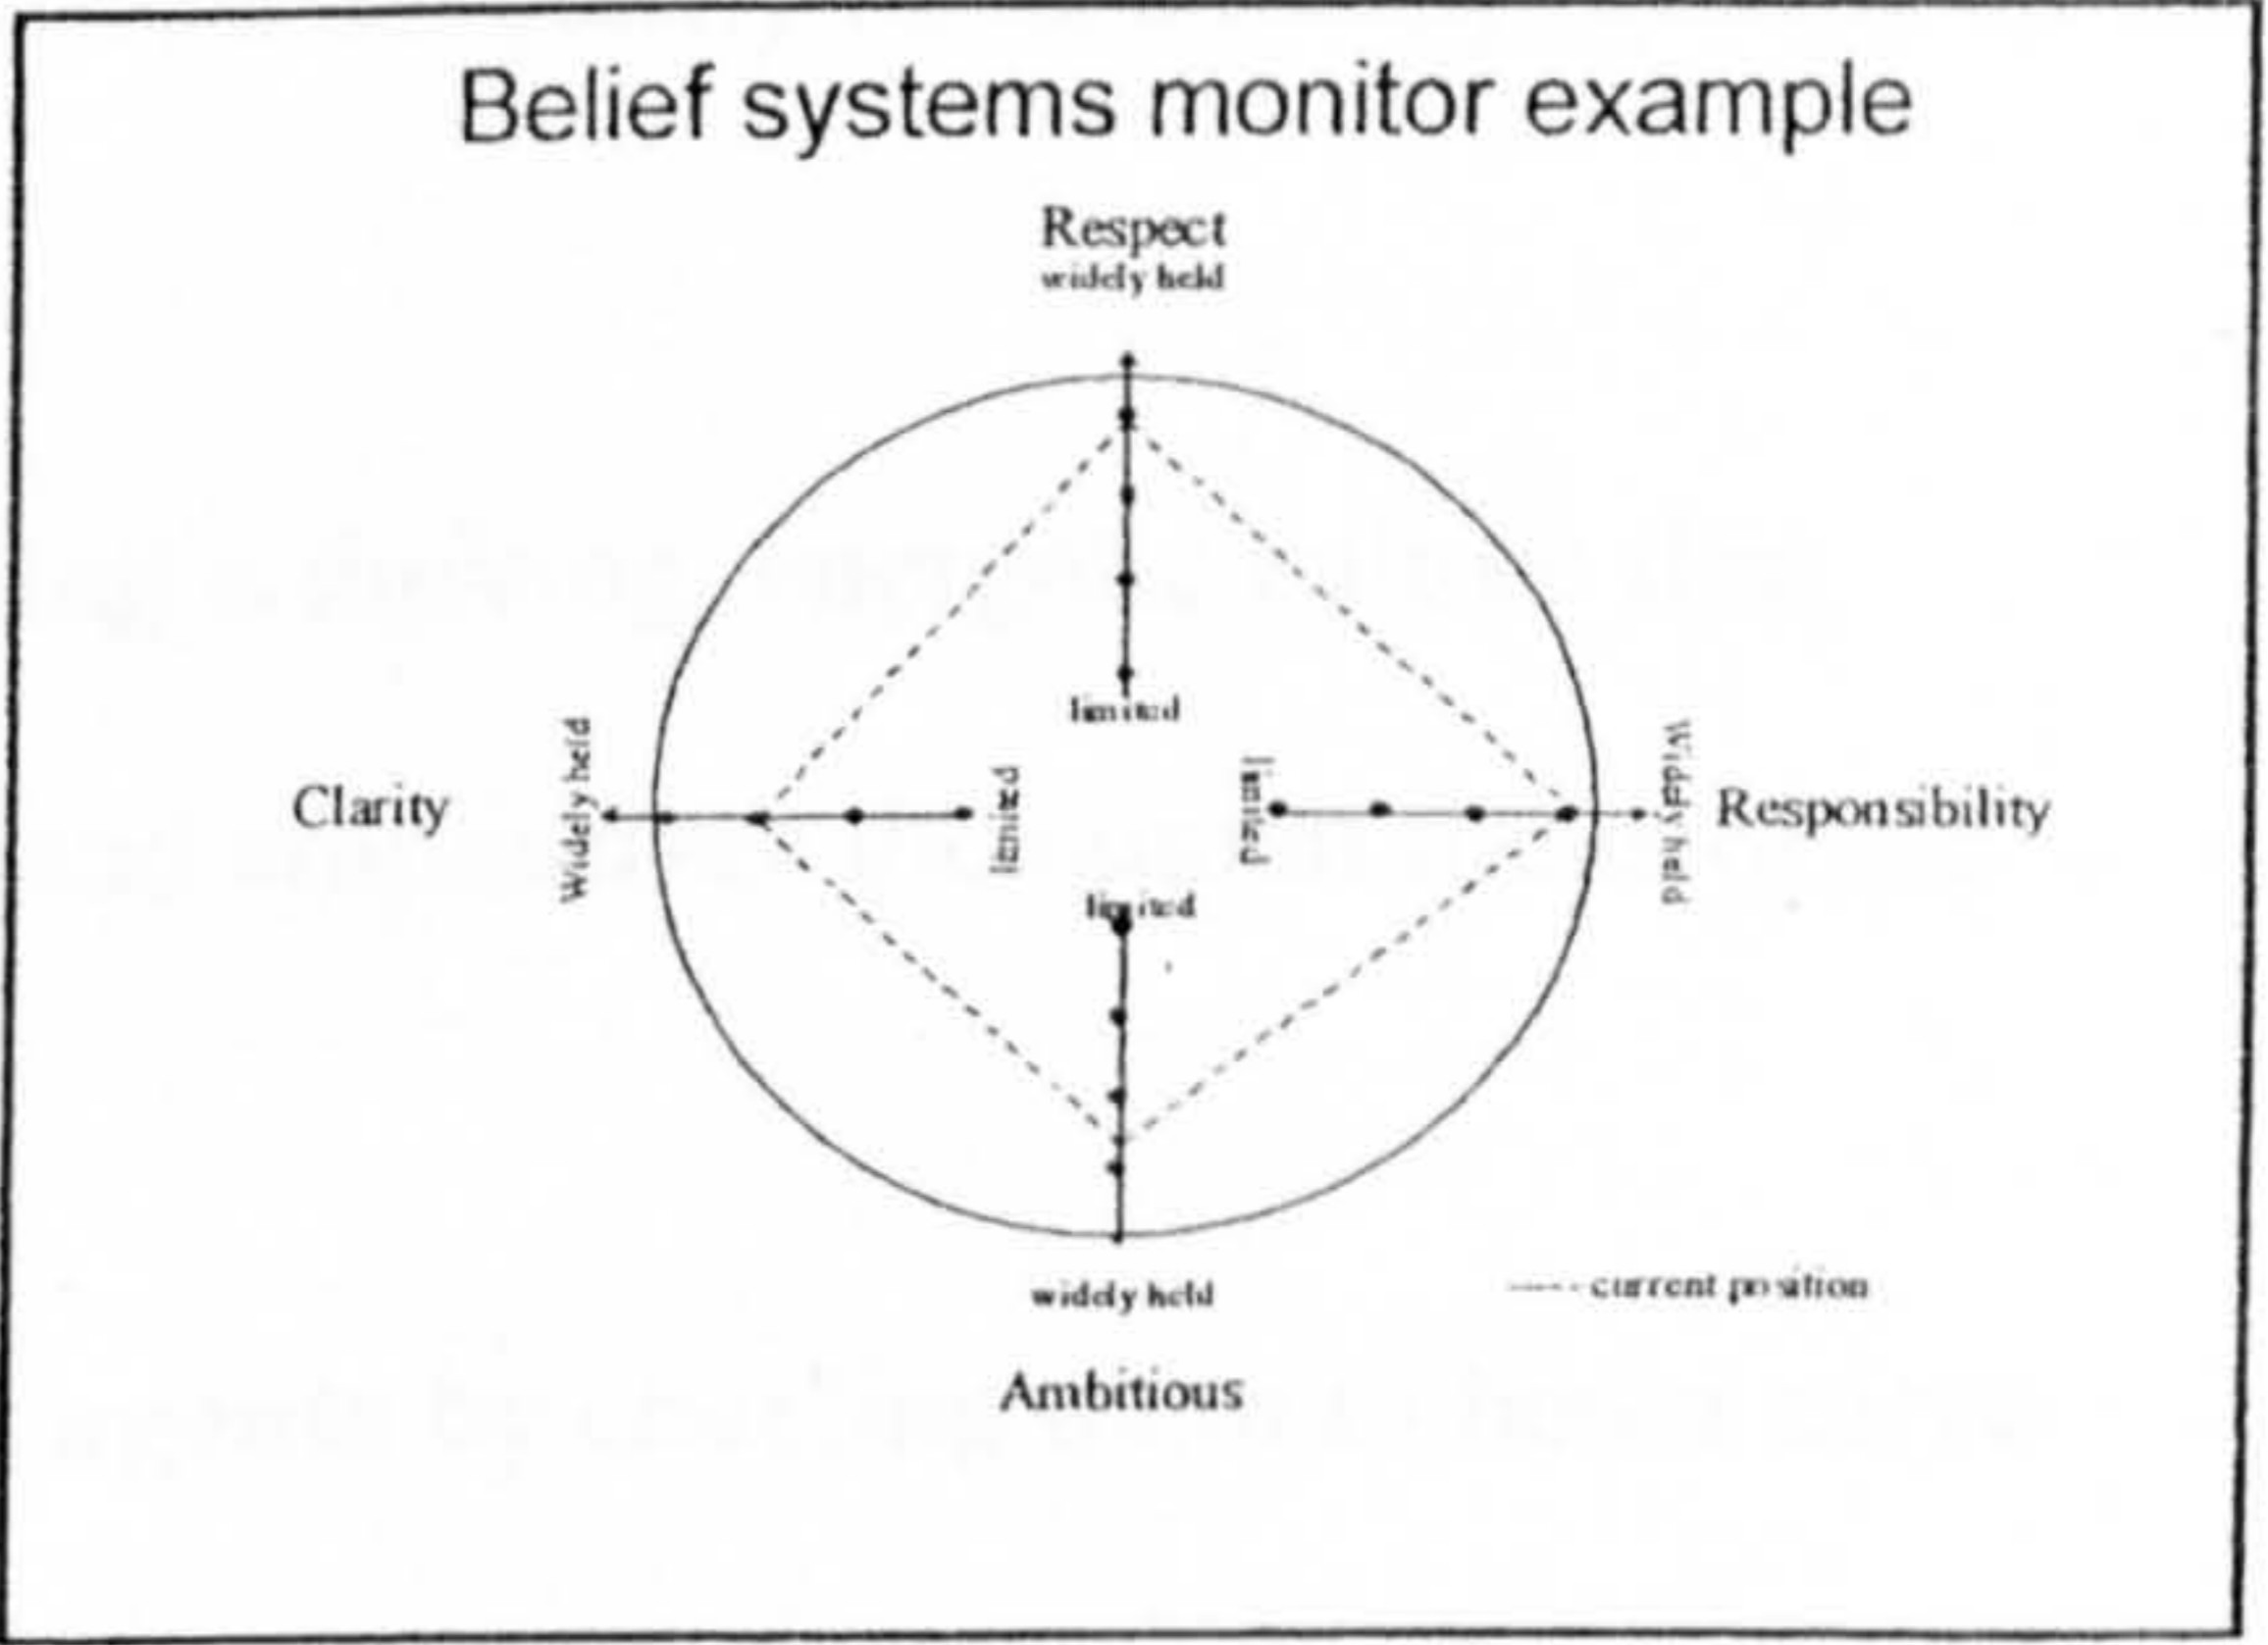 Belief systems monitor example
Respect
widely held
limited
Widely held
Clarity
limited
limited
Widely held
Responsibility
limited
widely held
current position
Ambitious